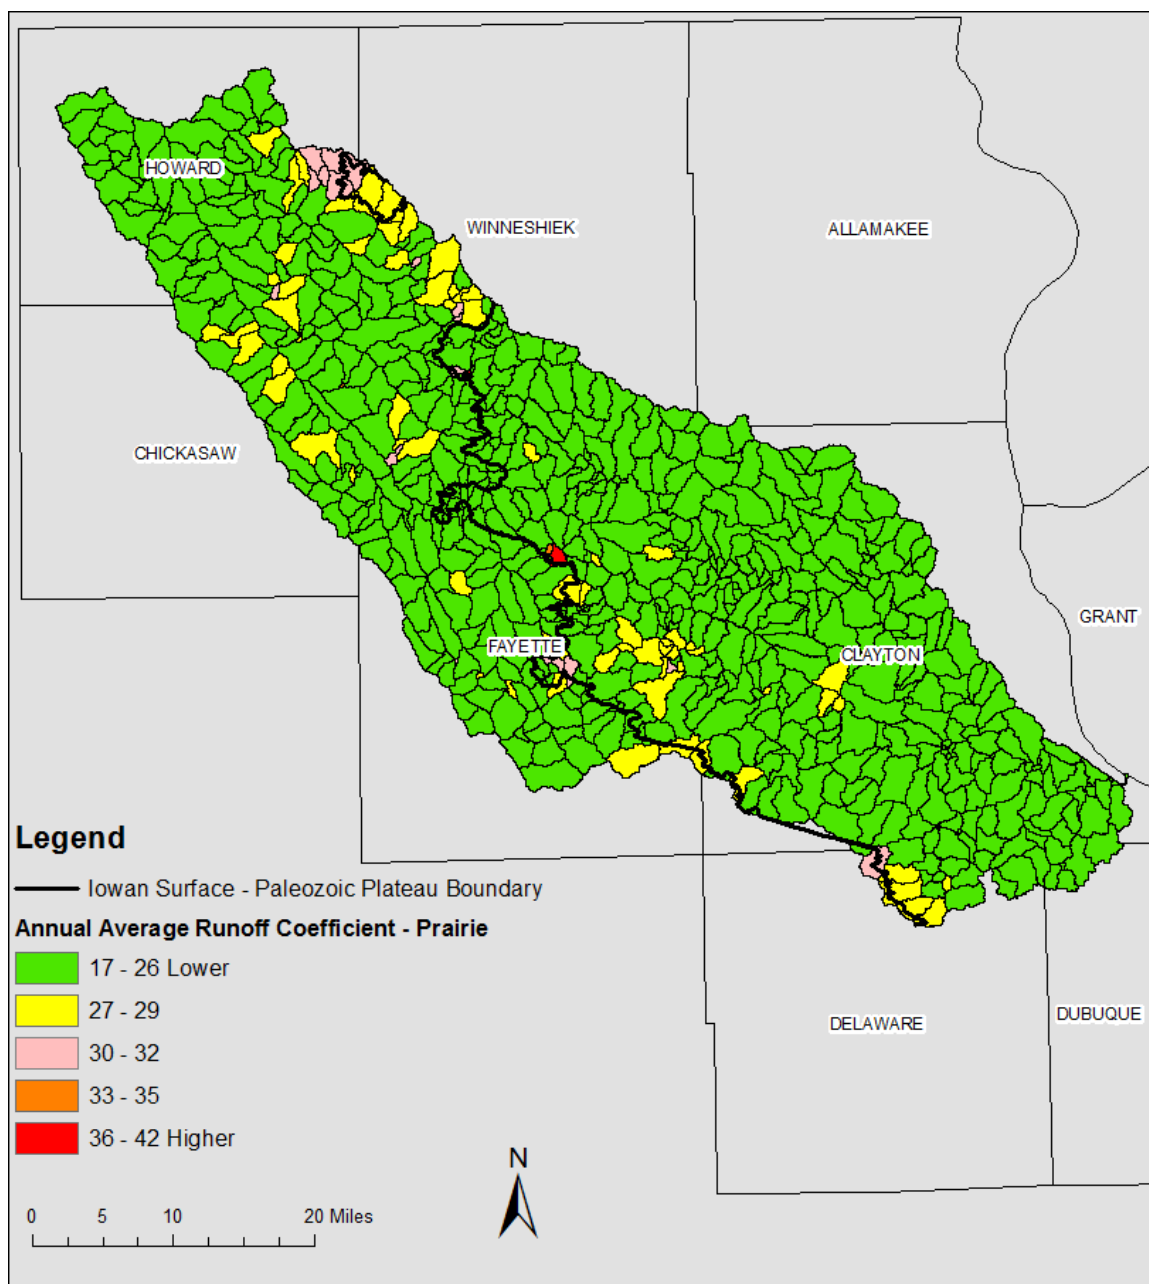 HOWARD
WINNESHIEK
ALLAMAKEE
CHICKASAW
GRANT
FAYETTE
CLAYTON
Legend
Iowan Surface - Paleozoic Plateau Boundary
Annual Average Runoff Coefficient - Prairie
17 - 26 Lower
27 - 29
30 - 32
33 - 35
36 - 42 Higher
DELAWARE
DUBUQUE
N
0 5 10 20 Miles